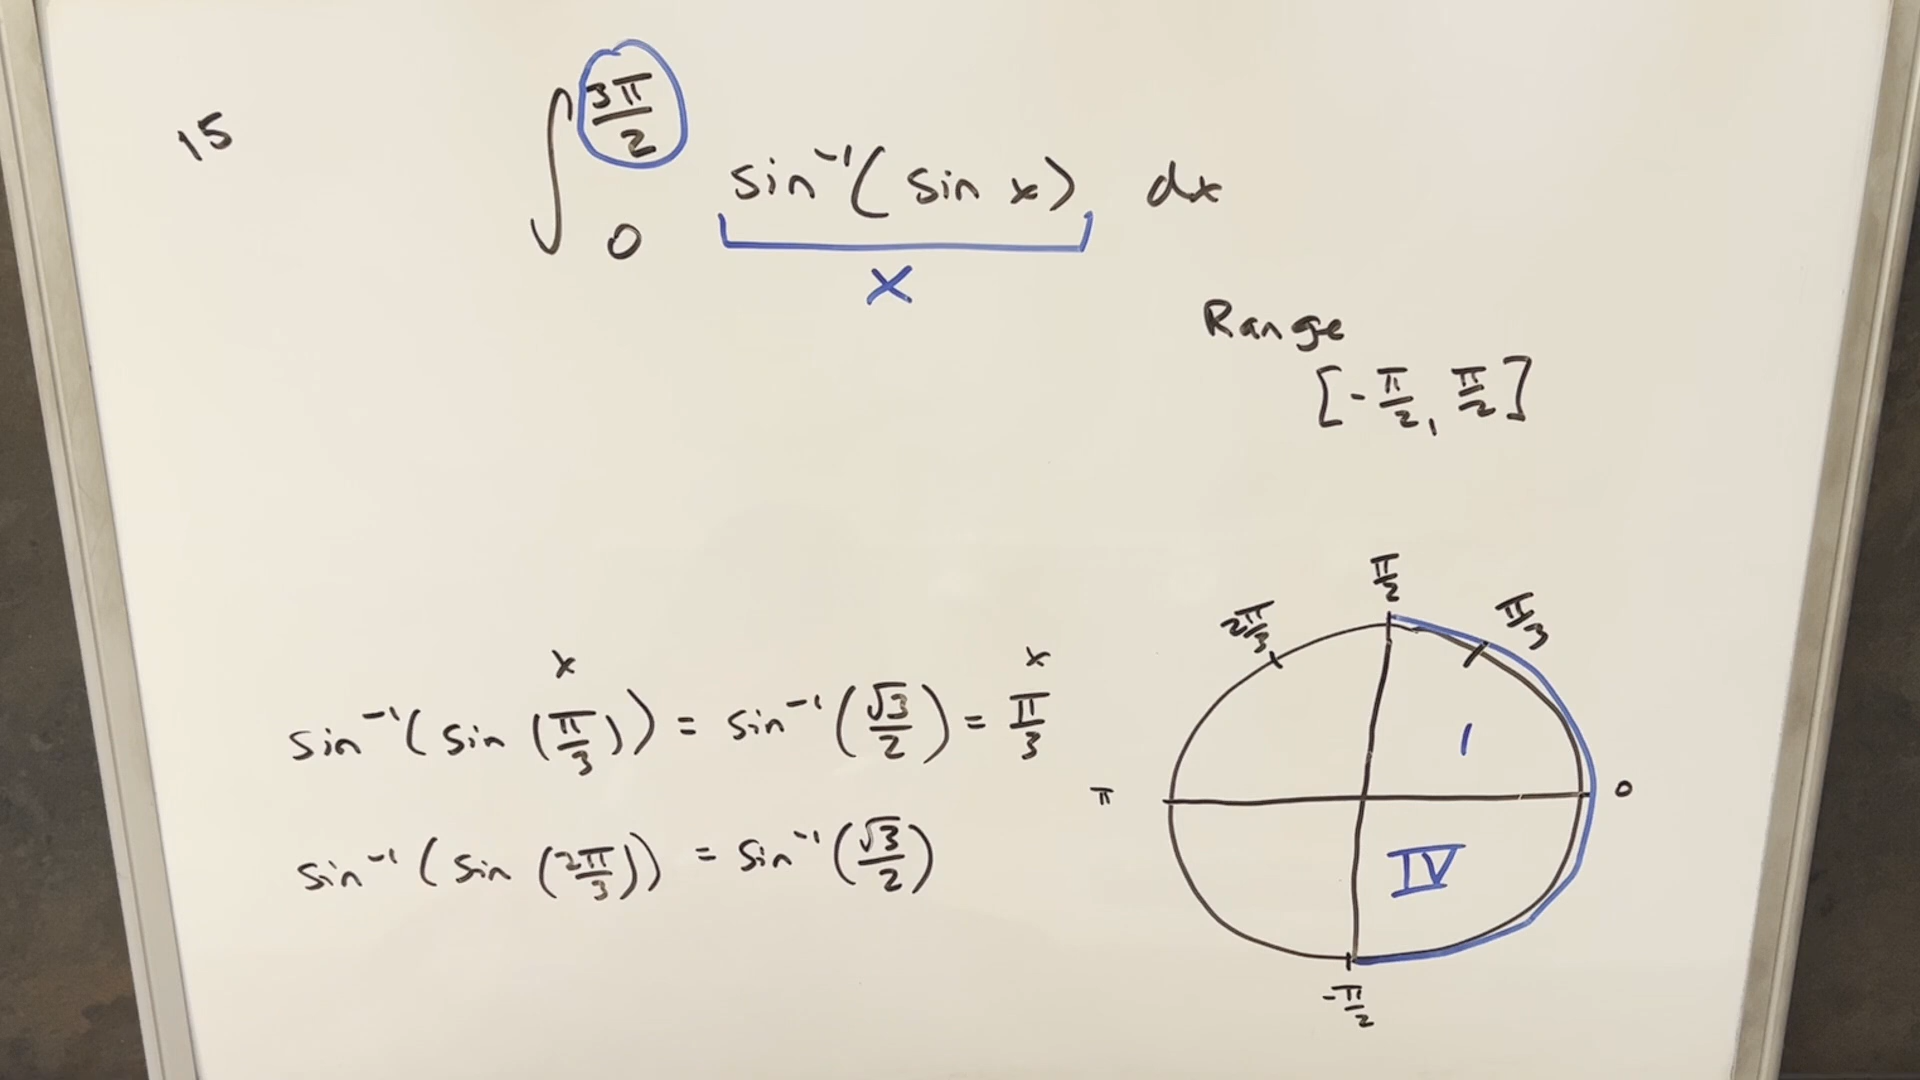 15
∫₀^(3π/2) sin⁻¹(sin x) dx
x
Range
[-π/2, π/2]
x x
sin⁻¹(sin(π/3)) = sin⁻¹(√3/2) = π/3
sin⁻¹(sin(2π/3)) = sin⁻¹(√3/2)
π/2
2π/3 π/3
I
π 0
IV
-π/2